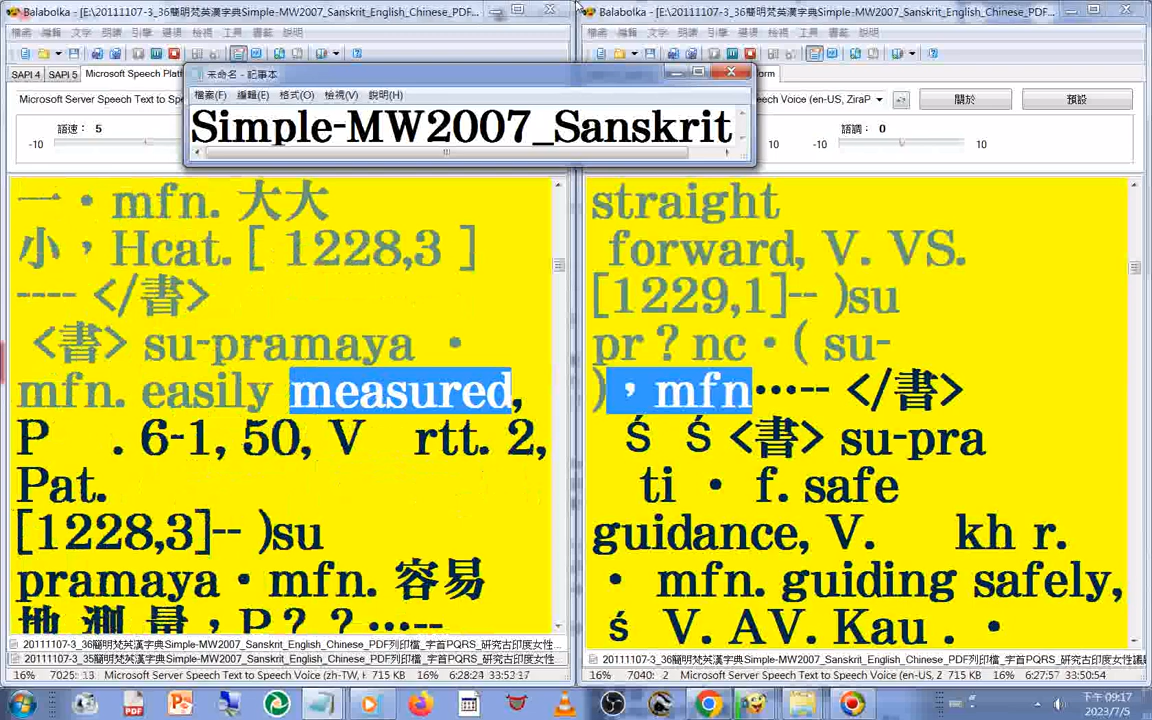 Balabolka - [E:\20111107-3_36簡明梵英漢字典Simple-MW2007_Sanskrit_English_Chinese_PDF...
Balabolka - [E:\20111107-3_36簡明梵英漢字典Simple-MW2007_Sanskrit_English_Chinese_PDF...
SAPI 4
SAPI 5
Microsoft Speech Platf
未命名 - 記事本
檔案(F) 編輯(E) 格式(O) 檢視(V) 說明(H)
Simple-MW2007_Sanskrit
Microsoft Server Speech Text to Sp
eech Voice (en-US, ZiraP
關於
預設
語速: 5
-10
10
語調: 0
-10
10
一・mfn. 大大
小，Hcat. [ 1228,3 ]
---- </書>
<書> su-pramaya ・
mfn. easily measured,
P . 6-1, 50, V rtt. 2,
Pat.
[1228,3]-- )su
pramaya・mfn. 容易
地 測 量，P？？…--
straight
forward, V. VS.
[1229,1]-- )su
pr？nc・( su-
)，mfn…-- </書>
Ś Ś <書> su-pra
ti ・ f. safe
guidance, V. kh r.
・ mfn. guiding safely,
ś V. AV. Kau . ・
20111107-3_36簡明梵英漢字典Simple-MW2007_Sanskrit_English_Chinese_PDF列印檔_字首PQRS_研究古印度女性...
20111107-3_35簡明梵英漢字典Simple-MW2007_Sanskrit_English_Chinese_PDF列印檔_字首PQRS_研究古印度女性...
20111107-3_36簡明梵英漢字典Simple-MW2007_Sanskrit_English_Chinese_PDF列印檔_字首PQRS_研究古印度女性議
16% 7025: 13 Microsoft Server Speech Text to Speech Voice (zh-TW, H 715 KB 16% 6:28:24 33:52:17
16% 7040: 2 Microsoft Server Speech Text to Speech Voice (en-US, Z 715 KB 16% 6:27:57 33:50:54
下午 09:17
2023/7/5